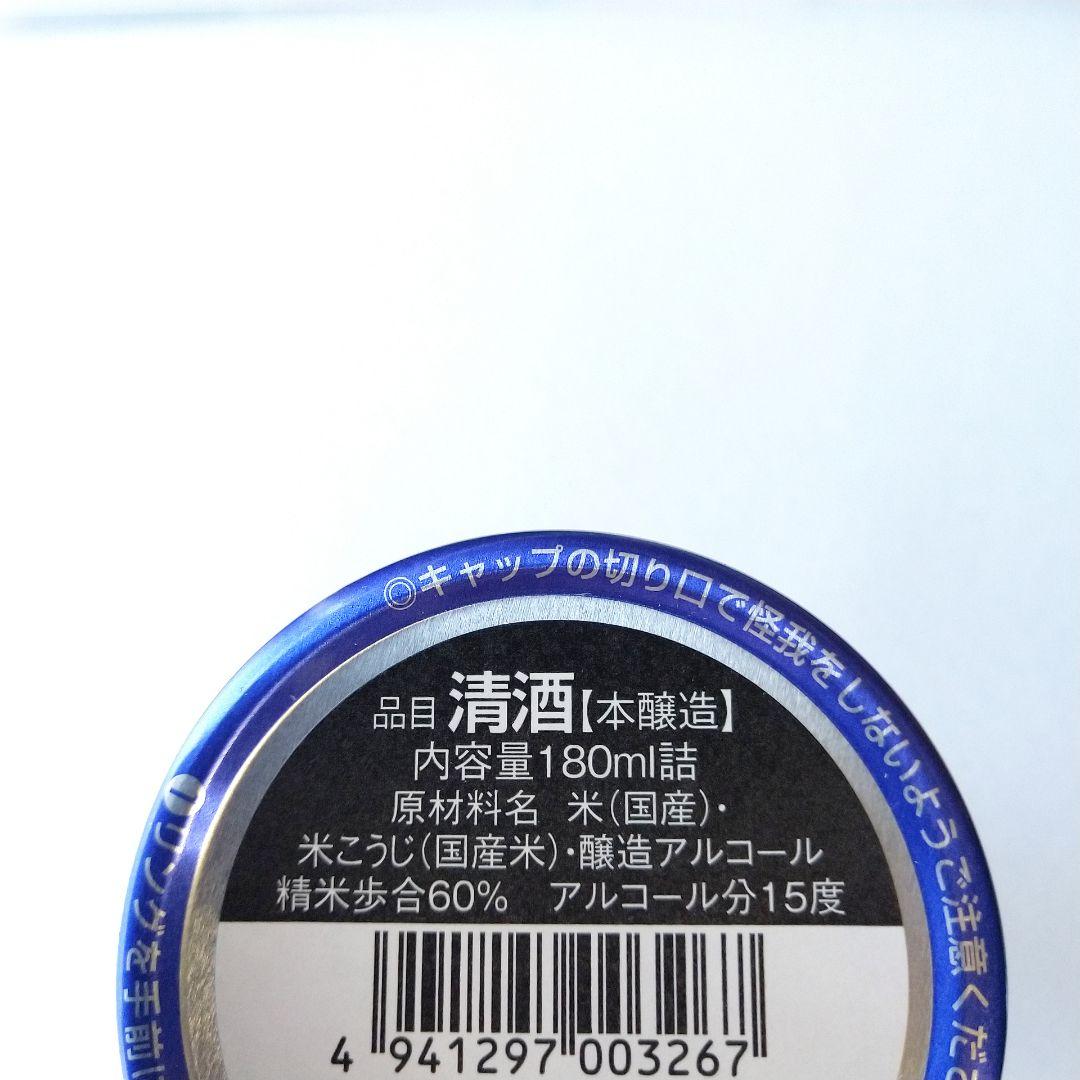 ◎キャップの切り口で怪我をしないようご注意くださ
❶リングを手前に
品目 清酒【本醸造】
内容量180ml詰
原材料名 米(国産)・
米こうじ(国産米)・醸造アルコール
精米歩合60% アルコール分15度
4 941297 003267